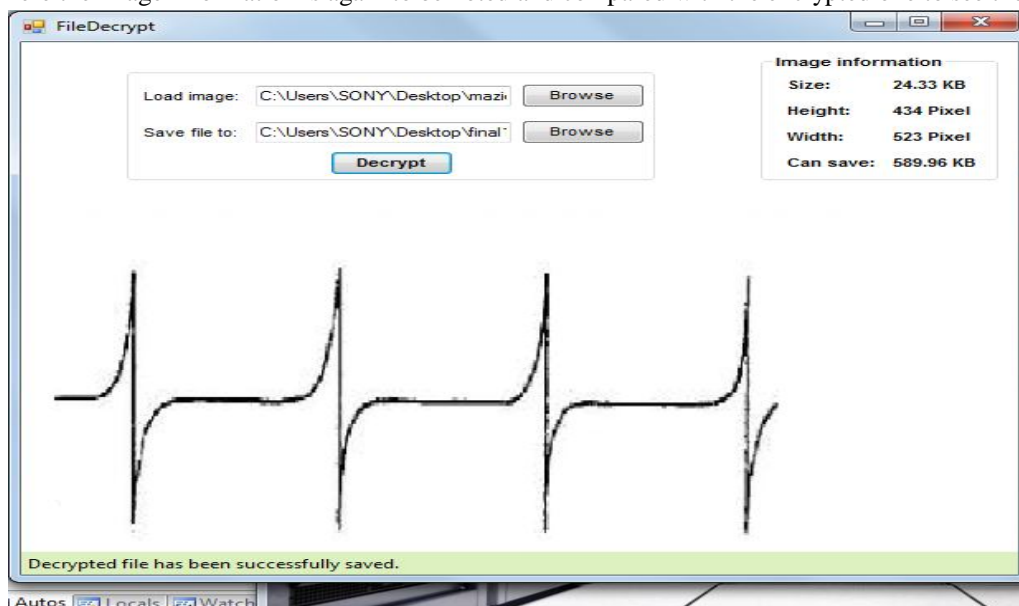 FileDecrypt
Load image: C:\Users\SONY\Desktop\mazi Browse
Save file to: C:\Users\SONY\Desktop\final Browse
Decrypt
Image information
Size: 24.33 KB
Height: 434 Pixel
Width: 523 Pixel
Can save: 589.96 KB
Decrypted file has been successfully saved.
Autos Locals Watch